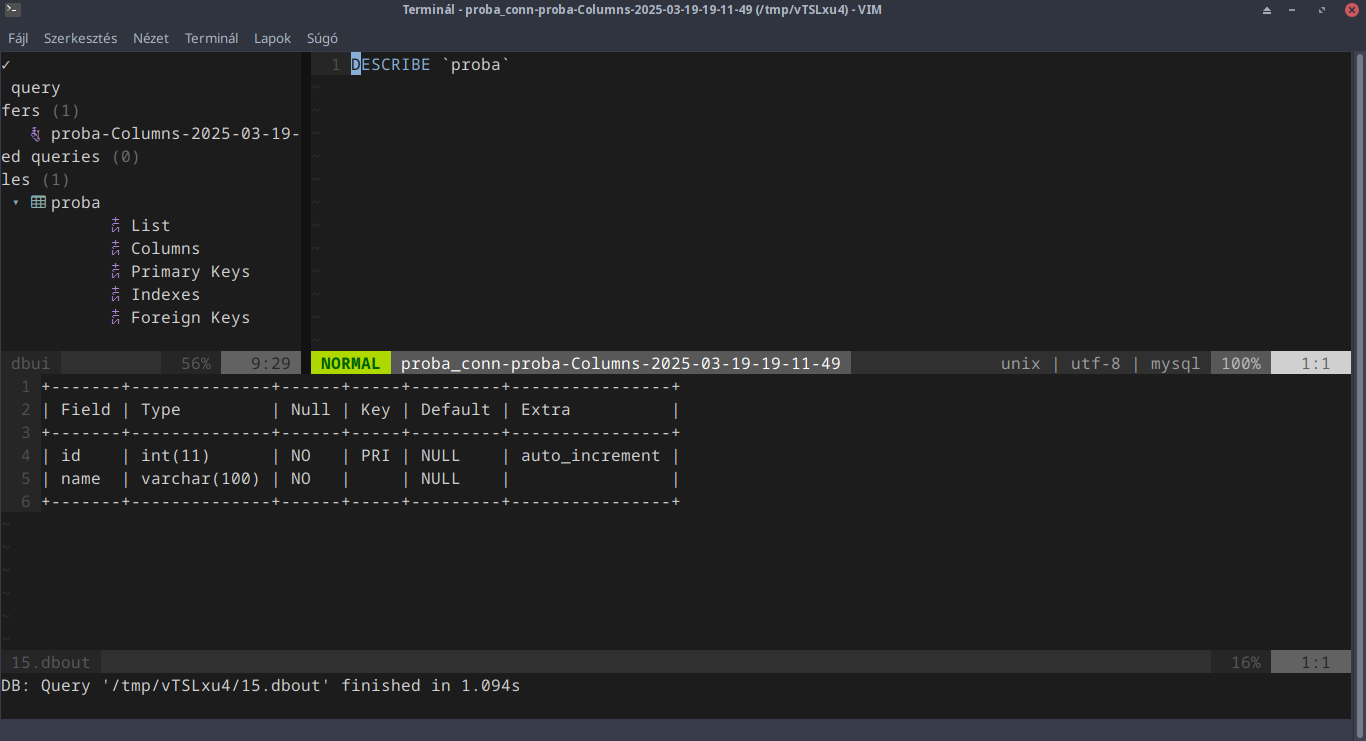 Terminál - proba_conn-proba-Columns-2025-03-19-19-11-49 (/tmp/vTSLxu4) - VIM
Fájl Szerkesztés Nézet Terminál Lapok Súgó
✓
query
fers (1)
proba-Columns-2025-03-19-
ed queries (0)
les (1)
▾ proba
List
Columns
Primary Keys
Indexes
Foreign Keys
dbui 56% 9:29
1 DESCRIBE `proba`
~
~
~
~
~
~
~
~
~
~
~
~
NORMAL proba_conn-proba-Columns-2025-03-19-19-11-49 unix | utf-8 | mysql 100% 1:1
1 +-------+--------------+------+-----+---------+----------------+
2 | Field | Type         | Null | Key | Default | Extra          |
3 +-------+--------------+------+-----+---------+----------------+
4 | id    | int(11)      | NO   | PRI | NULL    | auto_increment |
5 | name  | varchar(100) | NO   |     | NULL    |                |
6 +-------+--------------+------+-----+---------+----------------+
~
~
~
~
~
~
15.dbout 16% 1:1
DB: Query '/tmp/vTSLxu4/15.dbout' finished in 1.094s